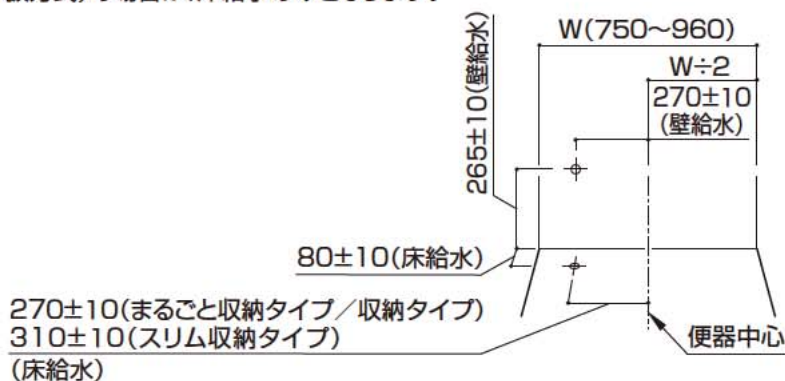 W(750～960)
W÷2
270±10
(壁給水)
265±10(壁給水)
80±10(床給水)
270±10(まるごと収納タイプ／収納タイプ)
310±10(スリム収納タイプ)
(床給水)
便器中心